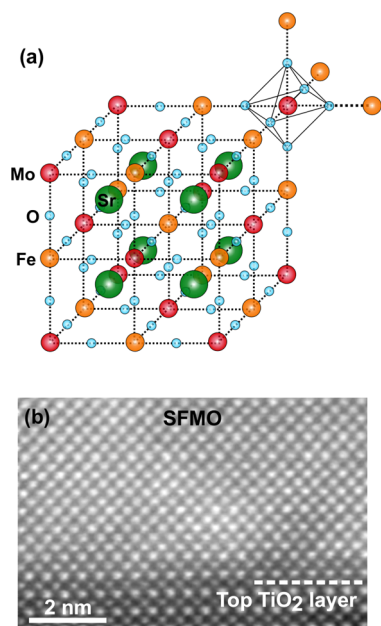 (a)
Mo
Sr
O
Fe
(b)
SFMO
Top TiO₂ layer
2 nm